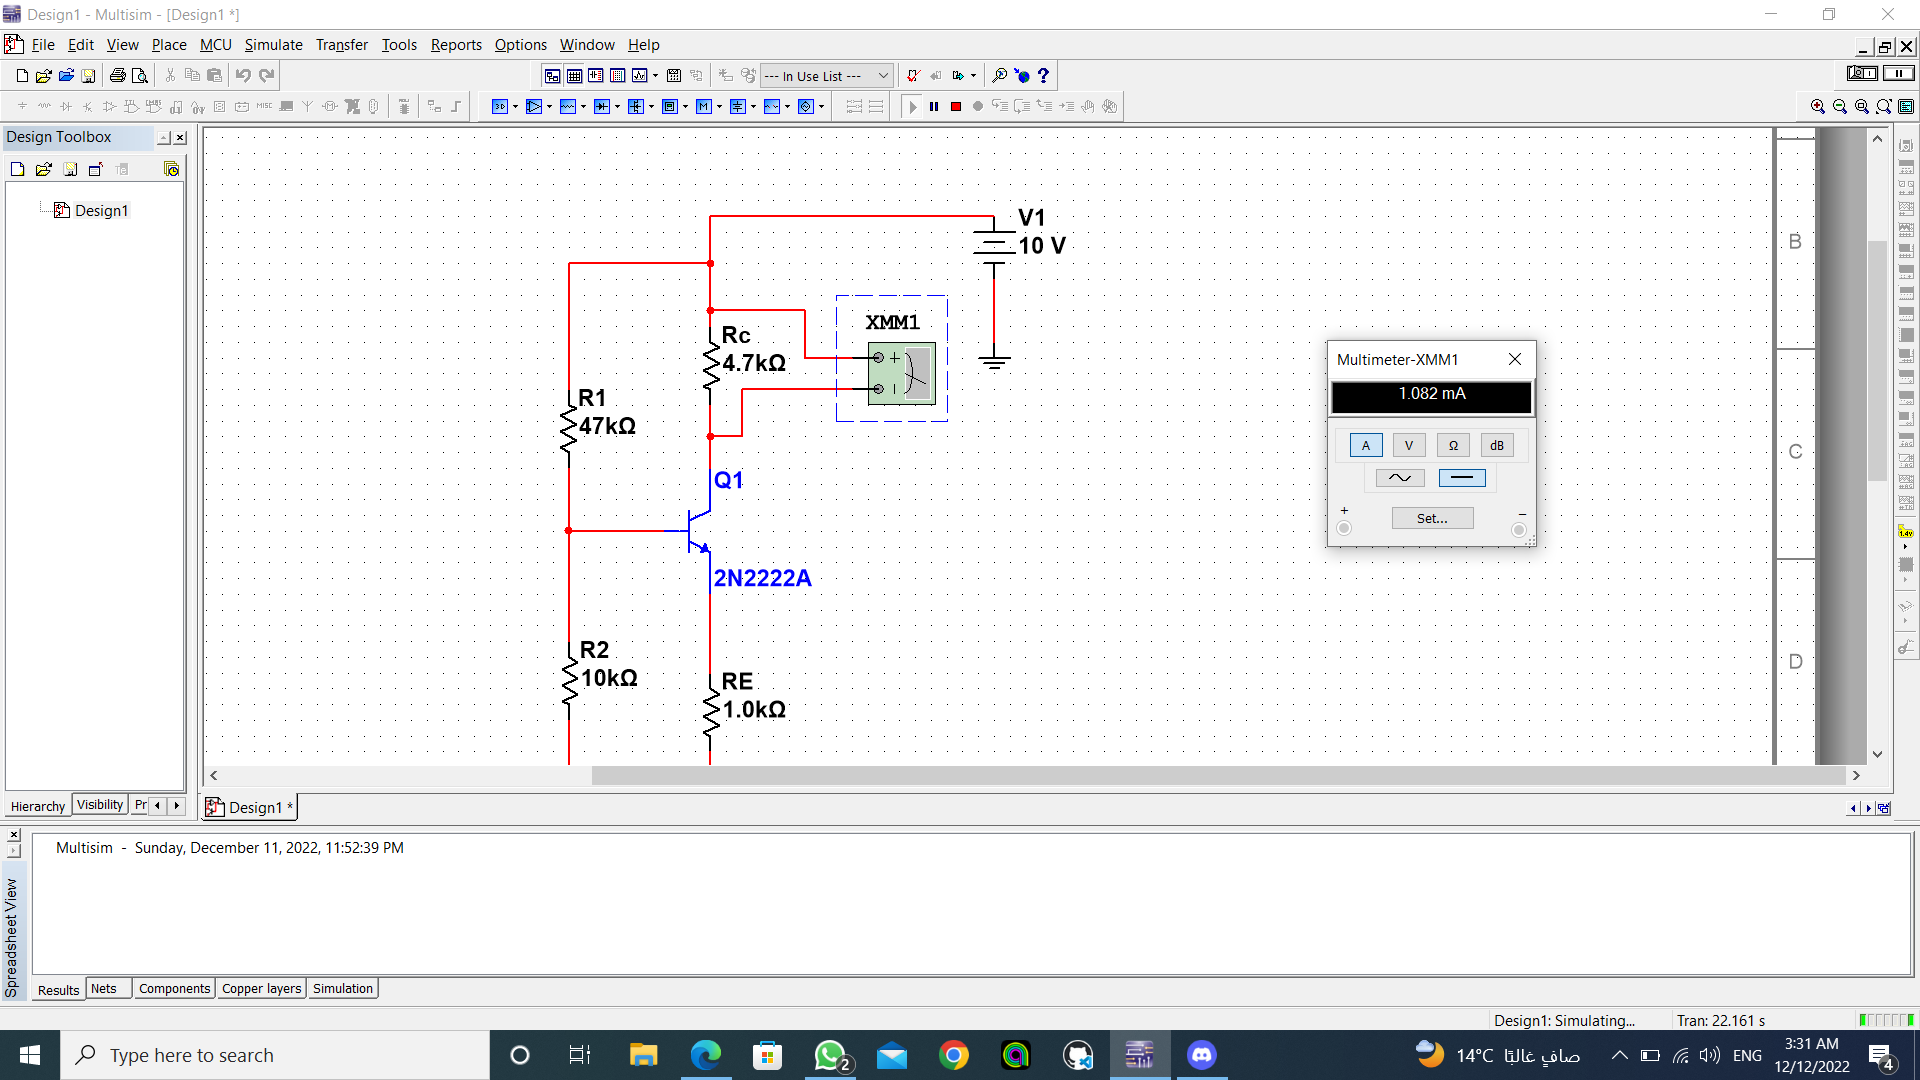 Design1 - Multisim - [Design1 *]
File Edit View Place MCU Simulate Transfer Tools Reports Options Window Help
--- In Use List ---
Design Toolbox
Design1
V1
10 V
B
XMM1
Rc
4.7kΩ
Multimeter-XMM1
1.082 mA
R1
47kΩ
A V Ω dB
C
Q1
+
Set...
2N2222A
R2
10kΩ
RE
1.0kΩ
D
Hierarchy Visibility Pr
Design1 *
Multisim - Sunday, December 11, 2022, 11:52:39 PM
Spreadsheet View
Results Nets Components Copper layers Simulation
Design1: Simulating... Tran: 22.161 s
Type here to search
2
14°C صافٍ غالبًا
ENG
3:31 AM
12/12/2022
4